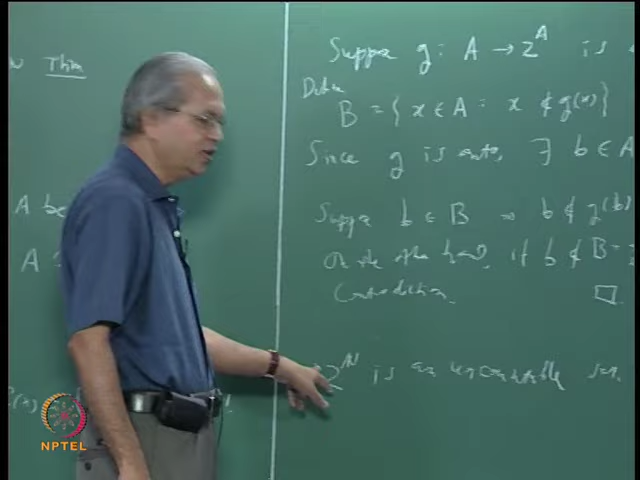 Thm
Suppose g: A → 2^A is
Define
B = { x ∈ A : x ∉ g(x) }
Since g is onto, ∃ b ∈ A
A be
Suppose b ∈ B ⇒ b ∉ g(b)
A
On the other hand, if b ∉ B =
Contradiction. □
2^ℕ is an uncountable set.
(x)
NPTEL